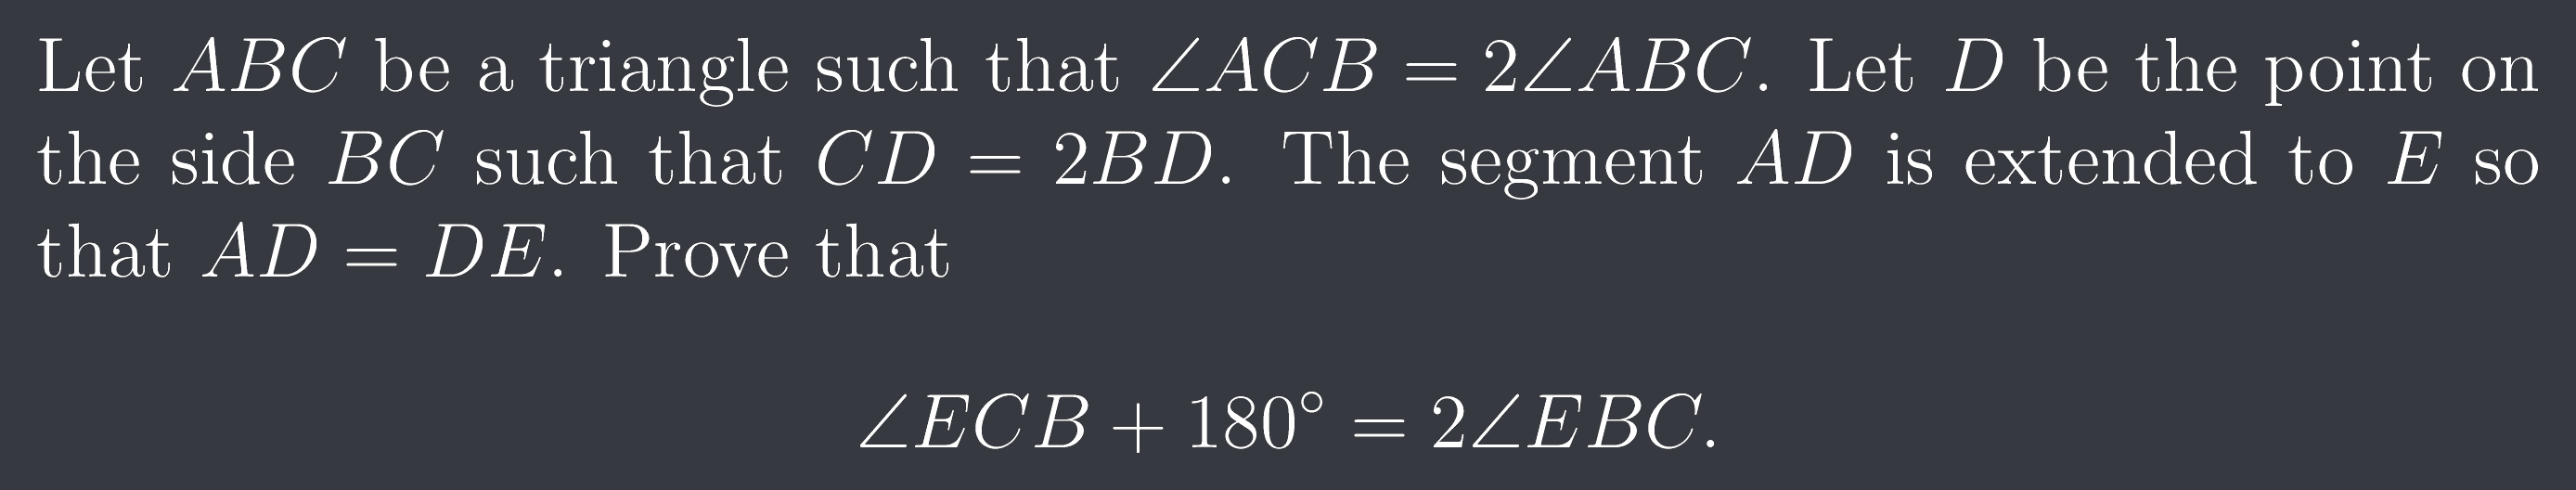 Let ABC be a triangle such that ∠ACB = 2∠ABC. Let D be the point on
the side BC such that CD = 2BD. The segment AD is extended to E so
that AD = DE. Prove that
∠ECB + 180° = 2∠EBC.